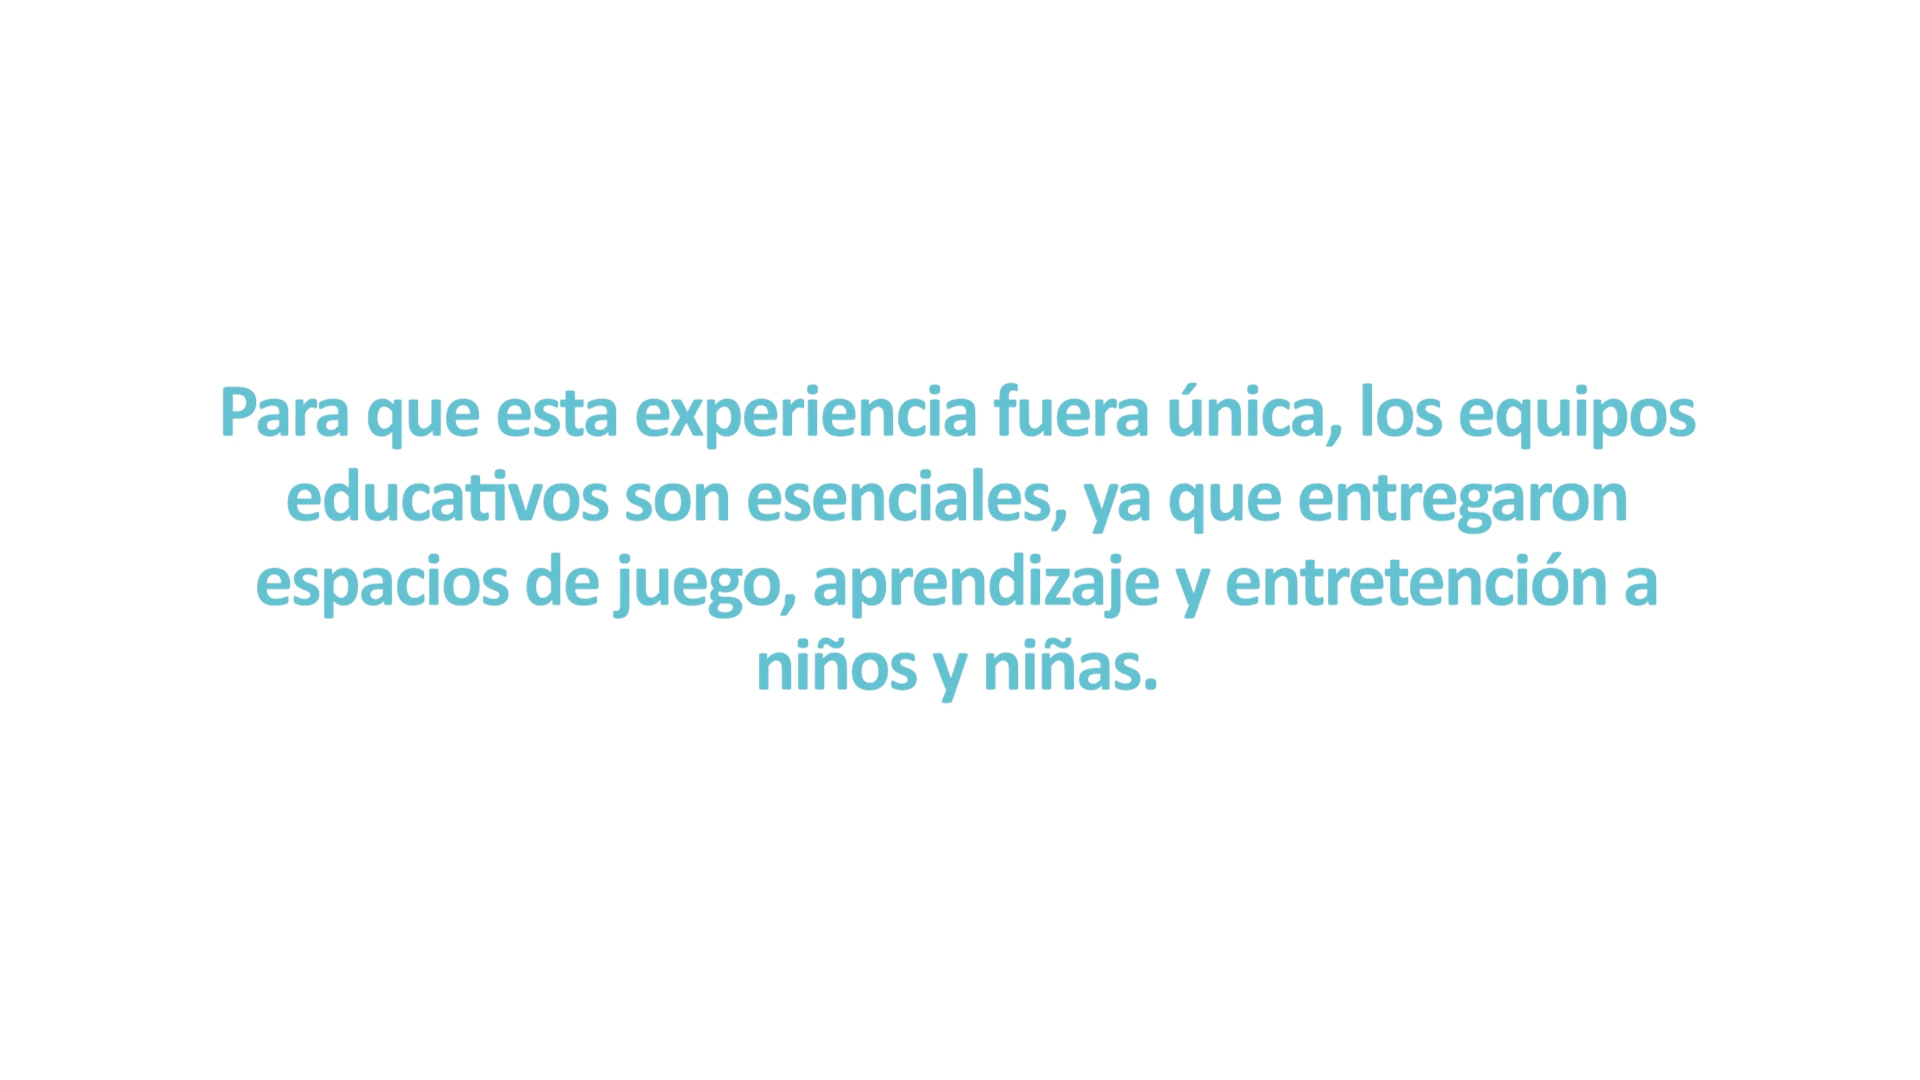 Para que esta experiencia fuera única, los equipos
educativos son esenciales, ya que entregaron
espacios de juego, aprendizaje y entretención a
niños y niñas.